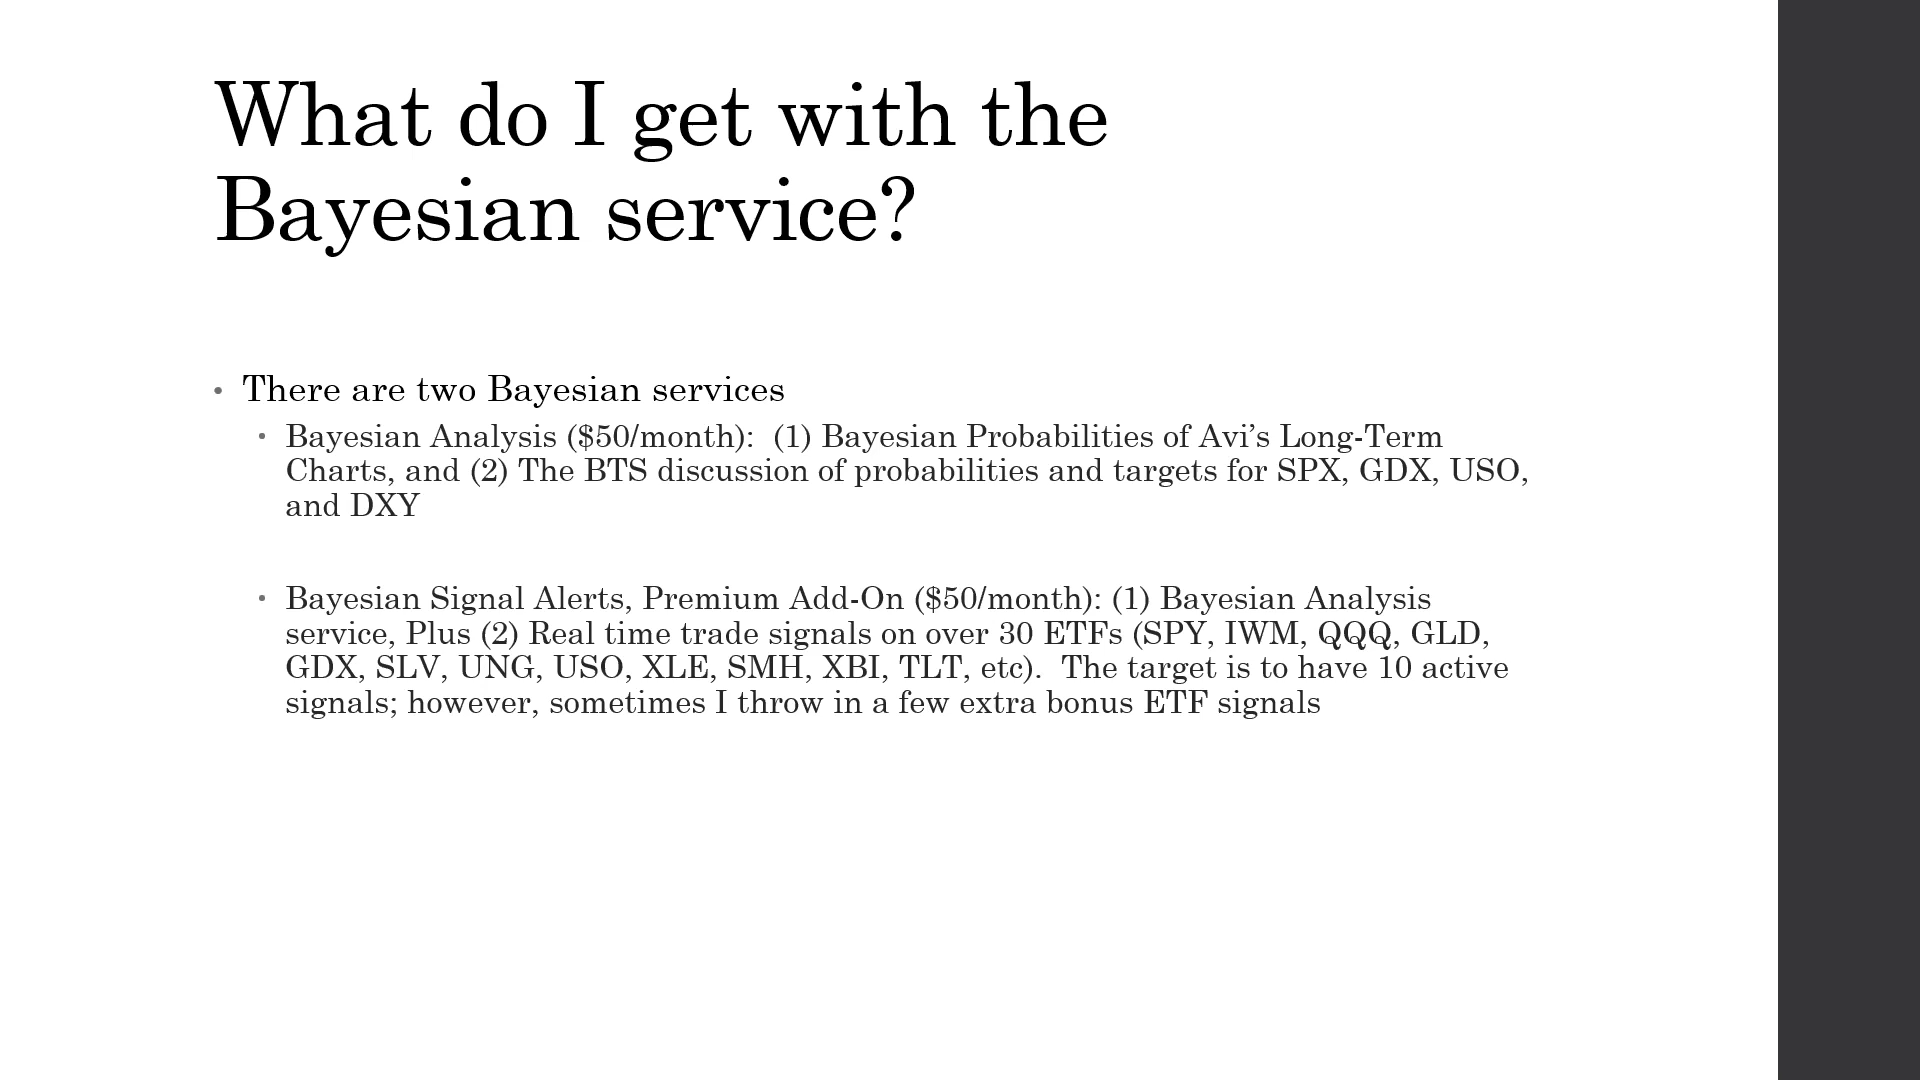 What do I get with the
Bayesian service?
• There are two Bayesian services
• Bayesian Analysis ($50/month):  (1) Bayesian Probabilities of Avi’s Long-Term
Charts, and (2) The BTS discussion of probabilities and targets for SPX, GDX, USO,
and DXY
• Bayesian Signal Alerts, Premium Add-On ($50/month): (1) Bayesian Analysis
service, Plus (2) Real time trade signals on over 30 ETFs (SPY, IWM, QQQ, GLD,
GDX, SLV, UNG, USO, XLE, SMH, XBI, TLT, etc).  The target is to have 10 active
signals; however, sometimes I throw in a few extra bonus ETF signals